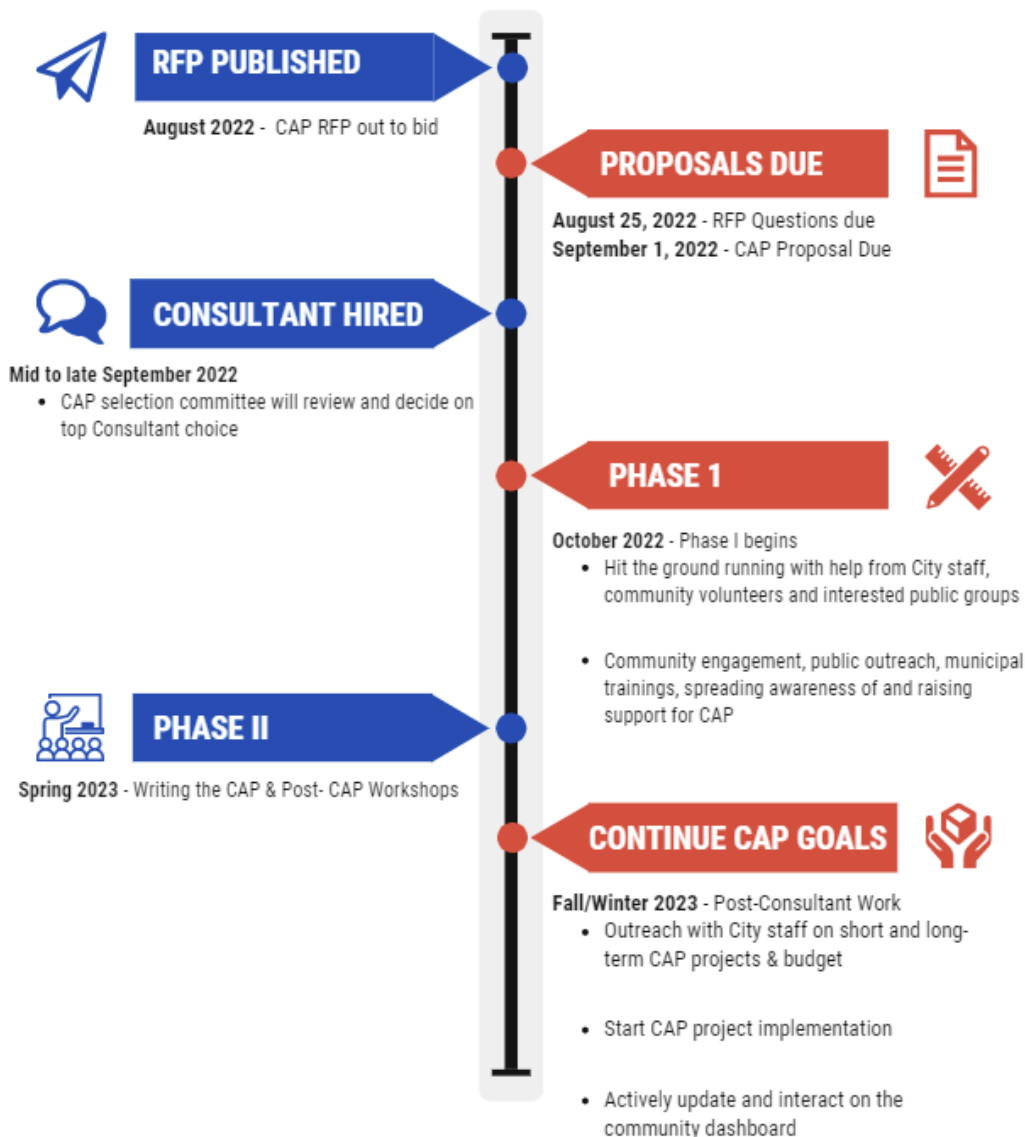 RFP PUBLISHED
August 2022 - CAP RFP out to bid
PROPOSALS DUE
August 25, 2022 - RFP Questions due
September 1, 2022 - CAP Proposal Due
CONSULTANT HIRED
Mid to late September 2022
• CAP selection committee will review and decide on
top Consultant choice
PHASE 1
October 2022 - Phase I begins
• Hit the ground running with help from City staff,
community volunteers and interested public groups
• Community engagement, public outreach, municipal
trainings, spreading awareness of and raising
support for CAP
PHASE II
Spring 2023 - Writing the CAP & Post- CAP Workshops
CONTINUE CAP GOALS
Fall/Winter 2023 - Post-Consultant Work
• Outreach with City staff on short and long-
term CAP projects & budget
• Start CAP project implementation
• Actively update and interact on the
community dashboard